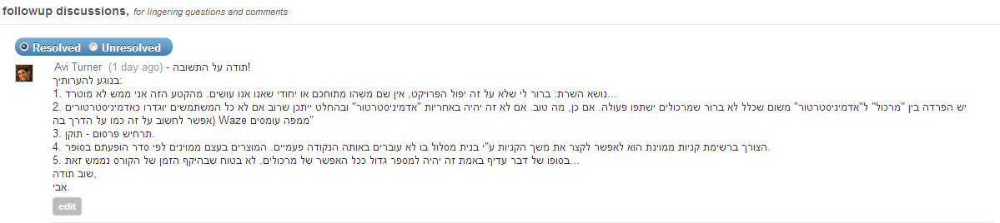 followup discussions, for lingering questions and comments
Resolved Unresolved
Avi Turner (1 day ago) - תודה על התשובה!
בנוגע להערותיך:
1. נושא השרת: ברור לי שלא על זה יפול הפרויקט, אין שם משהו מתוחכם או יחודי שאנו אנו עושים. מהקטע הזה אני ממש לא מוטרד...
2. יש הפרדה בין "מרכול" ל"אדמיניסטרטור" משום שכלל לא ברור שמרכולים ישתפו פעולה. אם כן, מה טוב. אם לא זה יהיה באחריות "אדמיניסטרטור" ובהחלט ייתכן שרוב אם לא כל המשתמשים יוגדרו כאדמיניסטרטורים
אפשר לחשוב על זה כמו על הדרך בה) Waze ממפה עומסים"
3. תרחיש פרסום - תוקן.
4. הצורך ברשימת קניות ממוינת הוא לאפשר לקצר את משך הקניות ע"י בנית מסלול בו לא עוברים באותה הנקודה פעמיים. המוצרים בעצם ממוינים לפי סדר הופעתם בסופר.
5. בסופו של דבר עדיף באמת זה יהיה למספר גדול ככל האפשר של מרכולים. לא בטוח שבהיקף הזמן של הקורס נממש זאת...
שוב תודה,
אבי.
edit